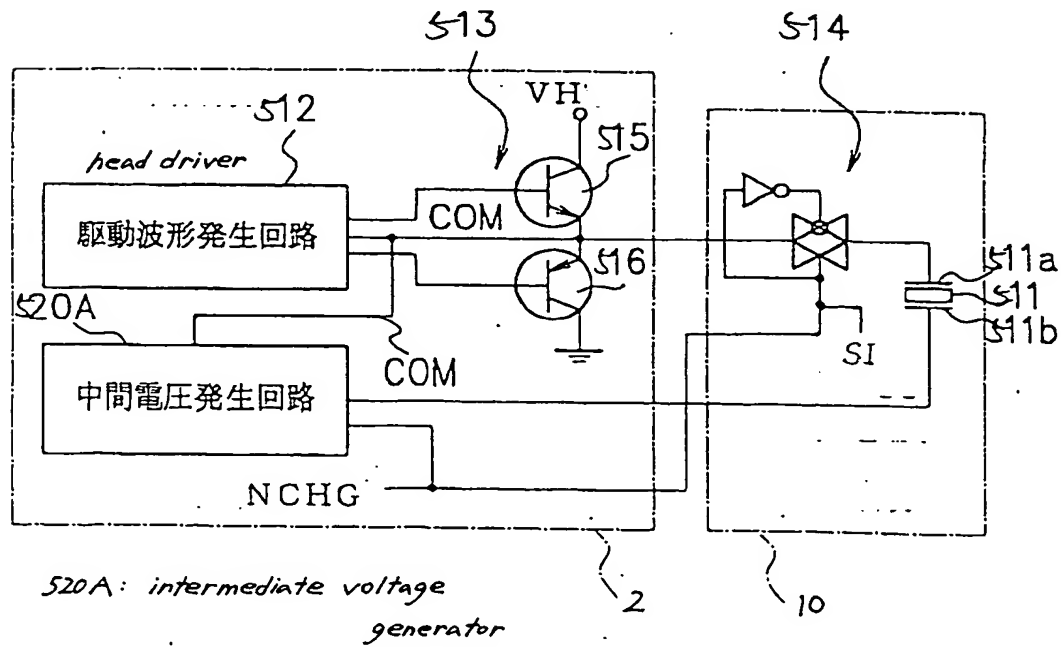 513
514
VH
512
515
head driver
COM
駆動波形発生回路
516
511a
511
520A
511b
SI
COM
中間電圧発生回路
NCHG
520A: intermediate voltage
generator
2
10